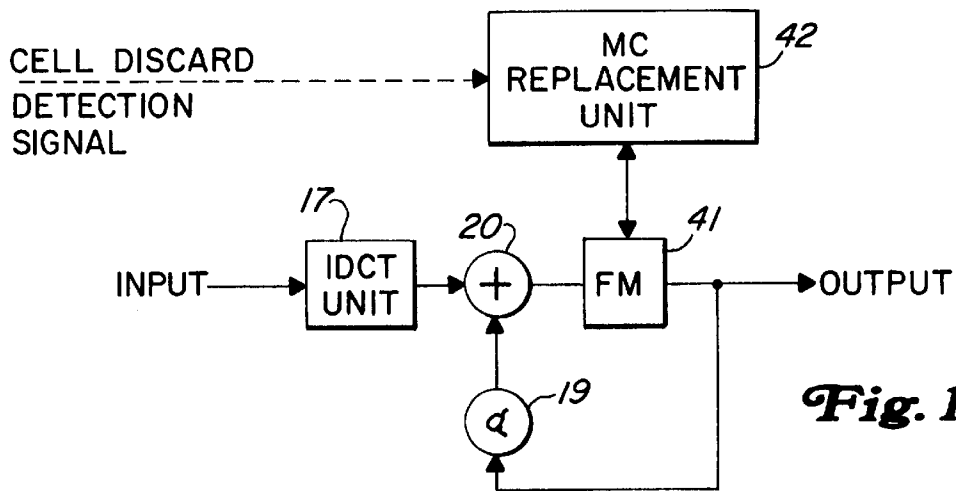 CELL DISCARD
DETECTION
SIGNAL
MC
REPLACEMENT
UNIT
42
17
20
41
INPUT
IDCT
UNIT
+
FM
OUTPUT
α
19
Fig. 1